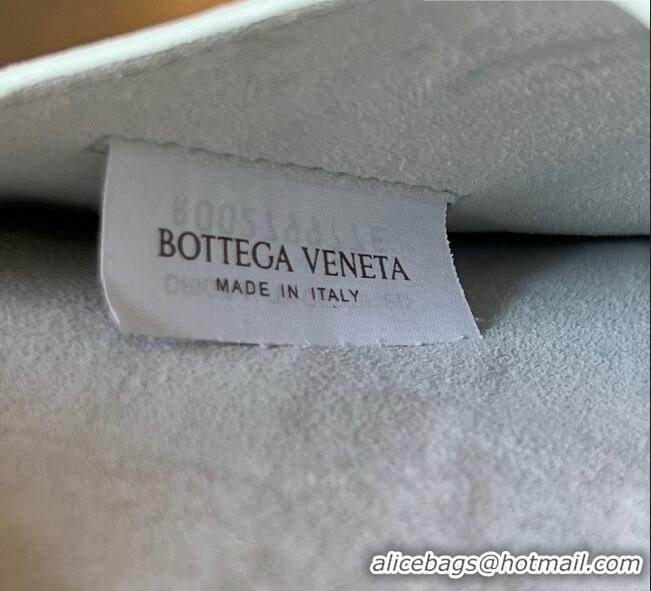 BOTTEGA VENETA
MADE IN ITALY
alicebags@hotmail.com